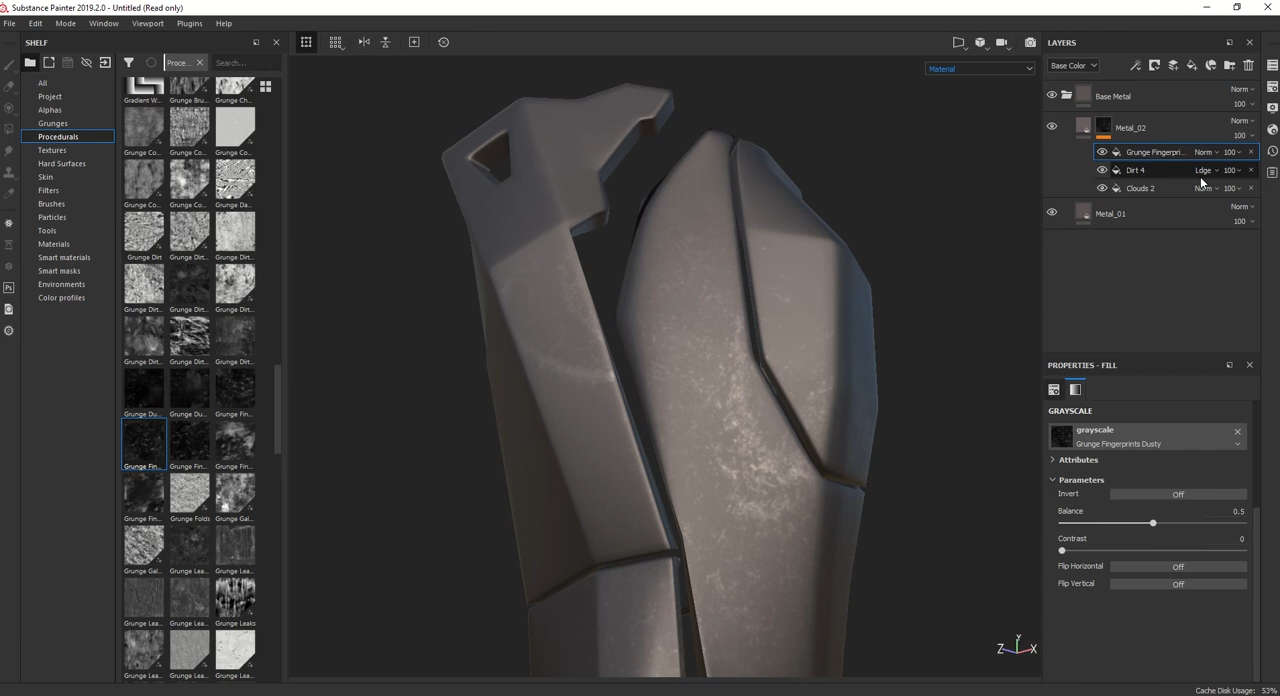 Substance Painter 2019.2.0 - Untitled (Read only)
File Edit Mode Window Viewport Plugins Help
SHELF
Proce...
Search...
All
Project
Alphas
Grunges
Procedurals
Textures
Hard Surfaces
Skin
Filters
Brushes
Particles
Tools
Materials
Smart materials
Smart masks
Environments
Color profiles
Gradient W... Grunge Bru... Grunge Ch...
Grunge Co... Grunge Co... Grunge Co...
Grunge Co... Grunge Co... Grunge Da...
Grunge Dirt Grunge Dirt... Grunge Dirt...
Grunge Dirt... Grunge Dirt... Grunge Dirt...
Grunge Dirt... Grunge Dirt... Grunge Dirt...
Grunge Du... Grunge Du... Grunge Fin...
Grunge Fin... Grunge Fin... Grunge Fin...
Grunge Fin... Grunge Folds Grunge Gal...
Grunge Gal... Grunge Lea... Grunge Lea...
Grunge Lea... Grunge Lea... Grunge Leaks
Grunge Lea... Grunge Lea... Grunge Lea...
Ps
Material
Y
Z X
LAYERS
Base Color
Base Metal Norm 100
Metal_02 Norm 100
Grunge Fingerpri... Norm 100
Dirt 4 Ldge 100
Clouds 2 Norm 100
Metal_01 Norm 100
PROPERTIES - FILL
GRAYSCALE
grayscale
Grunge Fingerprints Dusty
Attributes
Parameters
Invert Off
Balance 0.5
Contrast 0
Flip Horizontal Off
Flip Vertical Off
Cache Disk Usage: 53%